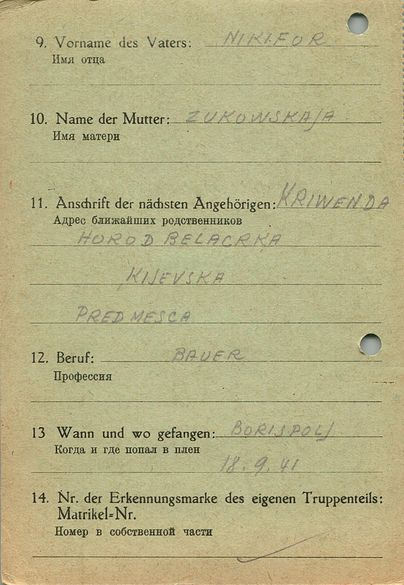 9. Vorname des Vaters: NIKIFOR
Имя отца
10. Name der Mutter: ZUKOWSKAJA
Имя матери
11. Anschrift der nächsten Angehörigen: KRIWENDA
Адрес ближайших родственников
HOROD BELACRKA
KIJEVSKA
PREDMESCA
12. Beruf: BAUER
Профессия
13 Wann und wo gefangen: BORISPOLJ
Когда и где попал в плен
18.9.41
14. Nr. der Erkennungsmarke des eigenen Truppenteils:
Matrikel=Nr.
Номер в собственной части